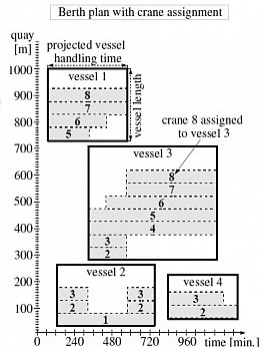 Berth plan with crane assignment
quay
[m]
projected vessel
handling time
1000
vessel 1
900
8
7
800
6
5
vessel length
crane 8 assigned
to vessel 3
700
vessel 3
600
8
7
500
6
5
400
4
300
3
2
200
vessel 2
3
3
2
2
100
1
vessel 4
3
2
0
240
480
720
960
time [min.]